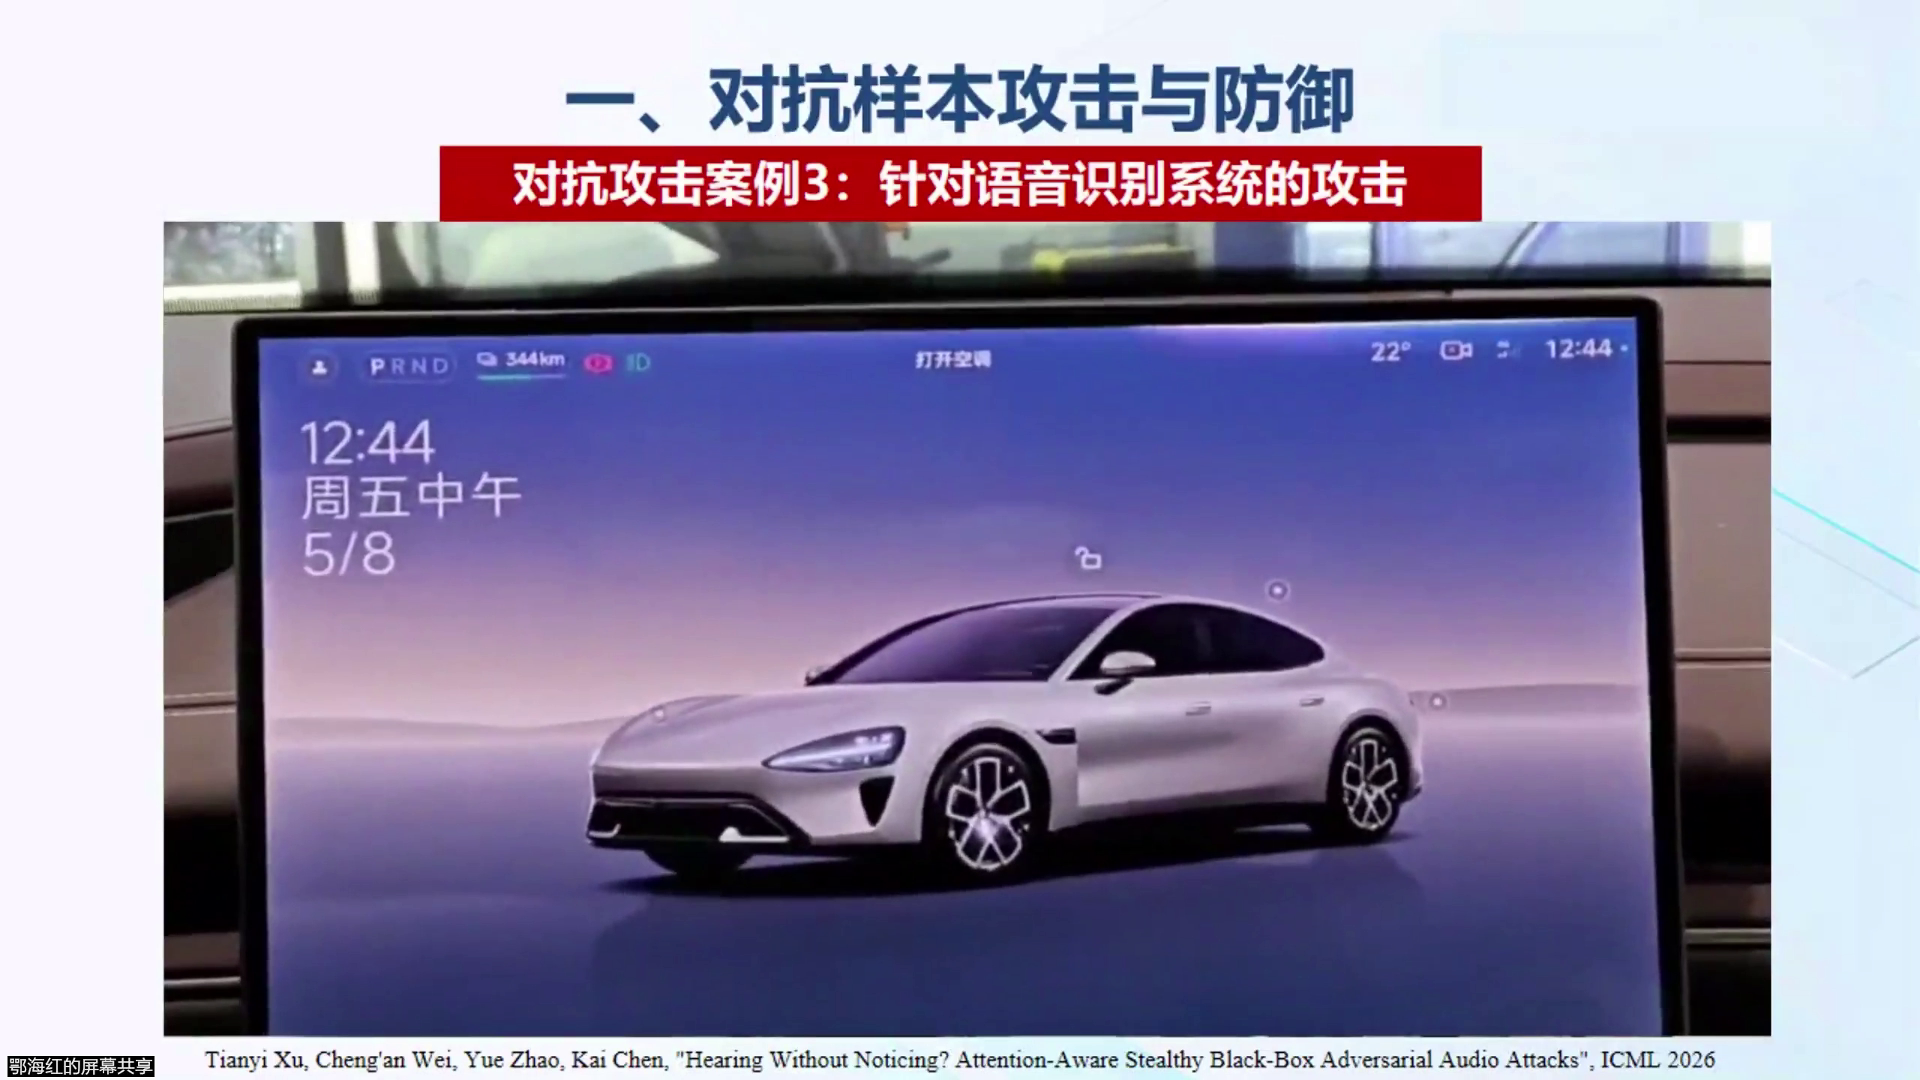 一、对抗样本攻击与防御
对抗攻击案例3：针对语音识别系统的攻击
PRND
344km
打开空调
22°
12:44
12:44
周五中午
5/8
鄂海红的屏幕共享
Tianyi Xu, Cheng'an Wei, Yue Zhao, Kai Chen, "Hearing Without Noticing? Attention-Aware Stealthy Black-Box Adversarial Audio Attacks", ICML 2026